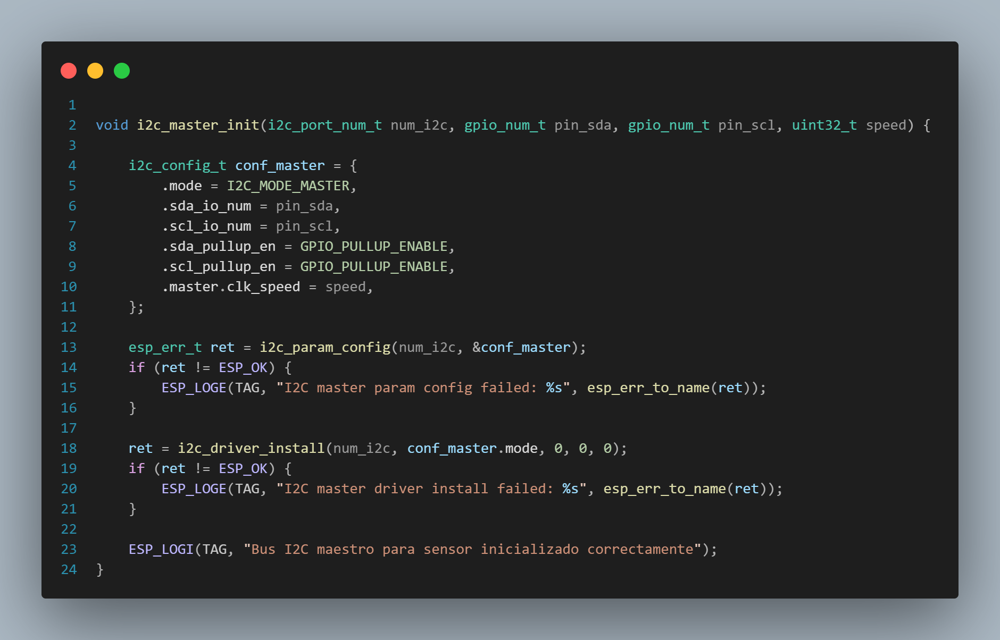 1
2 void i2c_master_init(i2c_port_num_t num_i2c, gpio_num_t pin_sda, gpio_num_t pin_scl, uint32_t speed) {
3
4     i2c_config_t conf_master = {
5         .mode = I2C_MODE_MASTER,
6         .sda_io_num = pin_sda,
7         .scl_io_num = pin_scl,
8         .sda_pullup_en = GPIO_PULLUP_ENABLE,
9         .scl_pullup_en = GPIO_PULLUP_ENABLE,
10         .master.clk_speed = speed,
11     };
12
13     esp_err_t ret = i2c_param_config(num_i2c, &conf_master);
14     if (ret != ESP_OK) {
15         ESP_LOGE(TAG, "I2C master param config failed: %s", esp_err_to_name(ret));
16     }
17
18     ret = i2c_driver_install(num_i2c, conf_master.mode, 0, 0, 0);
19     if (ret != ESP_OK) {
20         ESP_LOGE(TAG, "I2C master driver install failed: %s", esp_err_to_name(ret));
21     }
22
23     ESP_LOGI(TAG, "Bus I2C maestro para sensor inicializado correctamente");
24 }